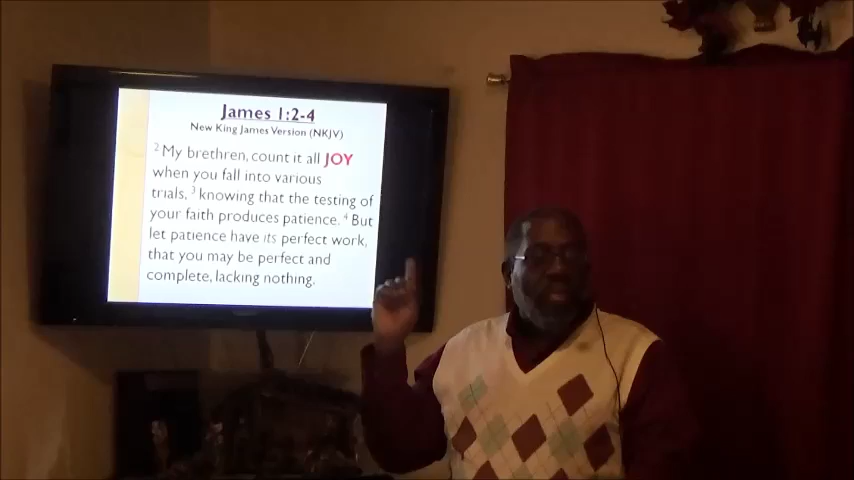 James 1:2-4
New King James Version (NKJV)
2 My brethren, count it all JOY
when you fall into various
trials, 3 knowing that the testing of
your faith produces patience. 4 But
let patience have its perfect work,
that you may be perfect and
complete, lacking nothing.